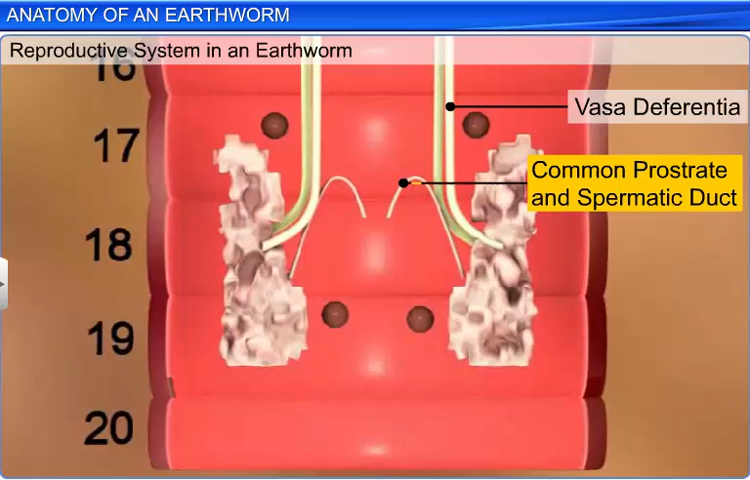 ANATOMY OF AN EARTHWORM
Reproductive System in an Earthworm
16
17
Vasa Deferentia
Common Prostrate
and Spermatic Duct
18
19
20